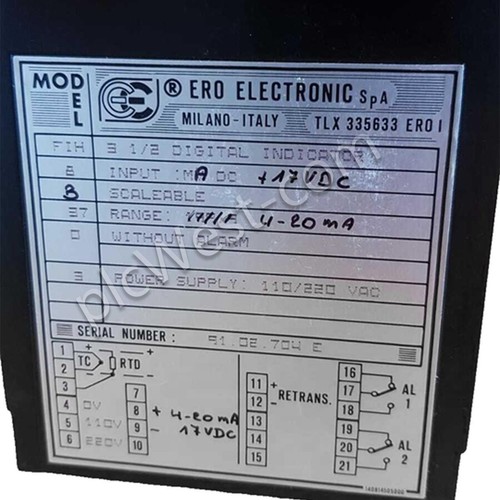 MODEL
® ERO ELECTRONIC SpA
MILANO-ITALY TLX 335633 ERO I
FIH 3 1/2 DIGITAL INDICATOR
8 INPUT :mA DC +17VDC
B SCALEABLE
37 RANGE: 4-20mA
0 WITHOUT ALARM
3 POWER SUPPLY: 110/220 VAC
SERIAL NUMBER : 91.02.704 E
1 + +
2 TC RTD
3 - -
4 0V
5 110V
6 220V
7
8 + 4-20mA
9 - 17VDC
10
11 +
12 - RETRANS.
13
14
15
16
17 AL 1
18
19
20 AL 2
21
plcWest.com